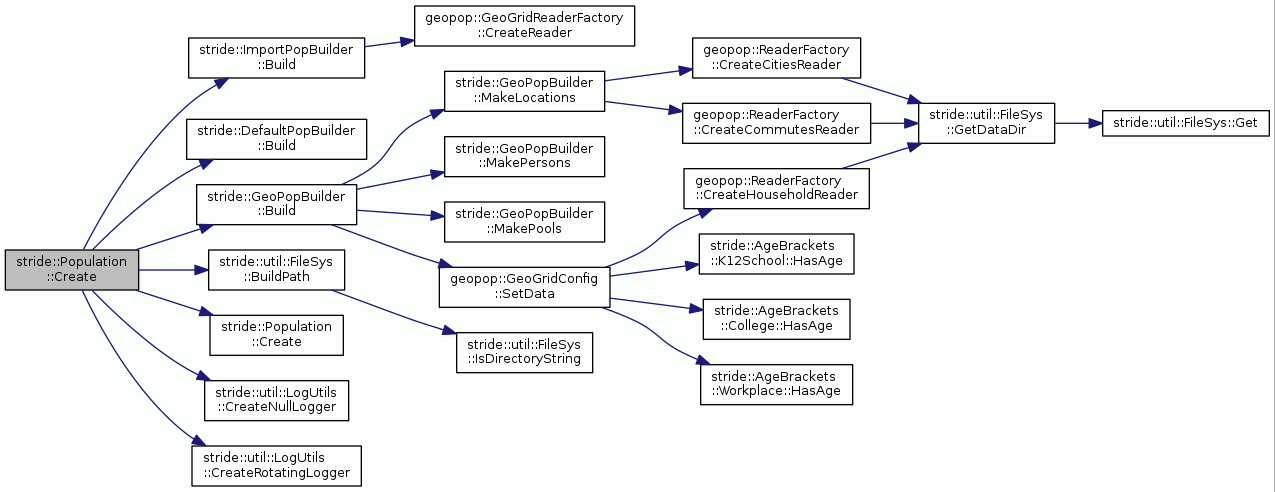 stride::Population
::Create
stride::ImportPopBuilder
::Build
geopop::GeoGridReaderFactory
::CreateReader
stride::DefaultPopBuilder
::Build
stride::GeoPopBuilder
::Build
stride::GeoPopBuilder
::MakeLocations
geopop::ReaderFactory
::CreateCitiesReader
geopop::ReaderFactory
::CreateCommutesReader
stride::util::FileSys
::GetDataDir
stride::util::FileSys::Get
stride::GeoPopBuilder
::MakePersons
stride::GeoPopBuilder
::MakePools
geopop::GeoGridConfig
::SetData
geopop::ReaderFactory
::CreateHouseholdReader
stride::AgeBrackets
::K12School::HasAge
stride::AgeBrackets
::College::HasAge
stride::AgeBrackets
::Workplace::HasAge
stride::util::FileSys
::BuildPath
stride::util::FileSys
::IsDirectoryString
stride::Population
::Create
stride::util::LogUtils
::CreateNullLogger
stride::util::LogUtils
::CreateRotatingLogger